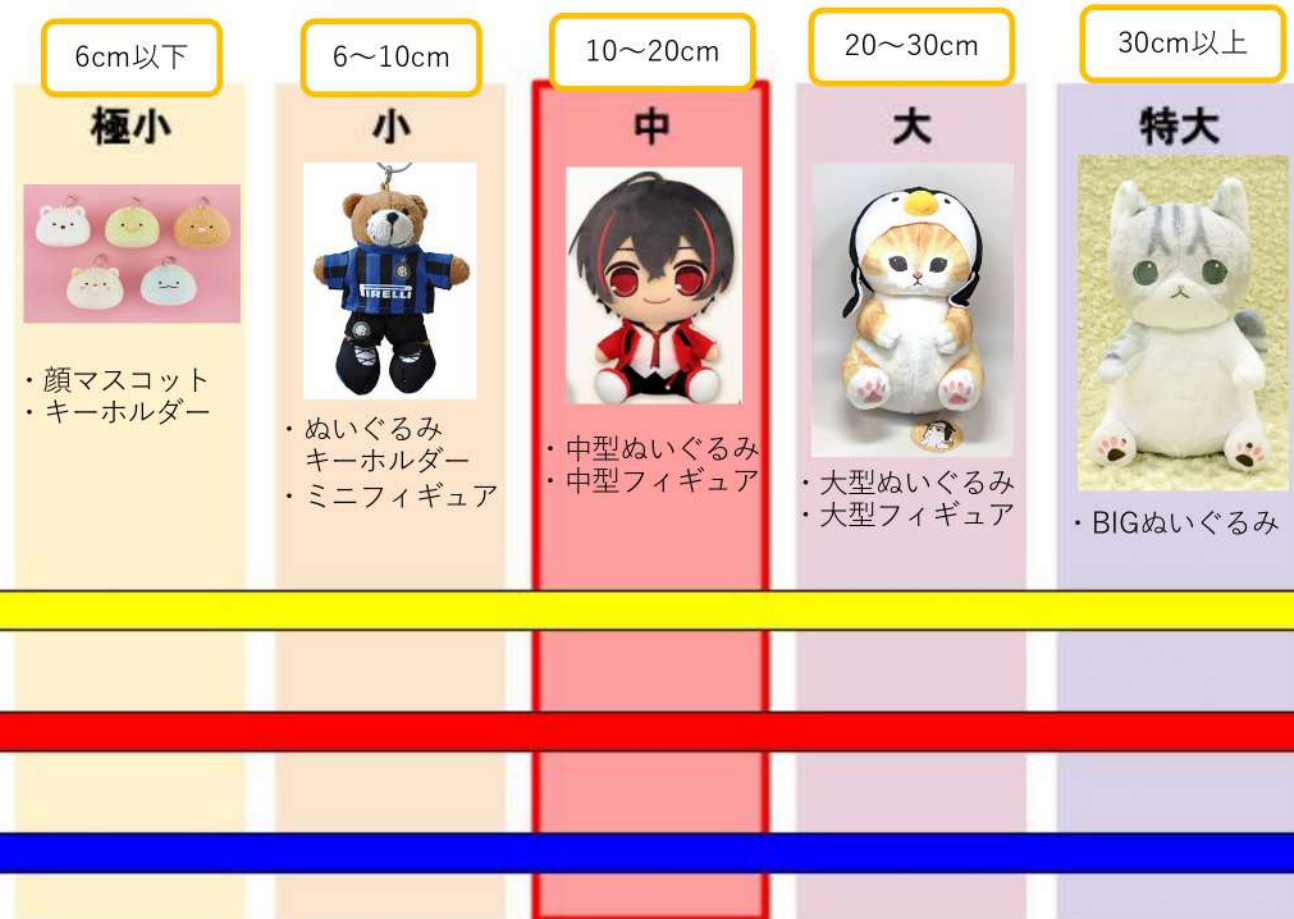 6cm以下
極小
・顔マスコット
・キーホルダー
6～10cm
小
PIRELLI
・ぬいぐるみ
キーホルダー
・ミニフィギュア
10～20cm
中
・中型ぬいぐるみ
・中型フィギュア
20～30cm
大
・大型ぬいぐるみ
・大型フィギュア
30cm以上
特大
・BIGぬいぐるみ